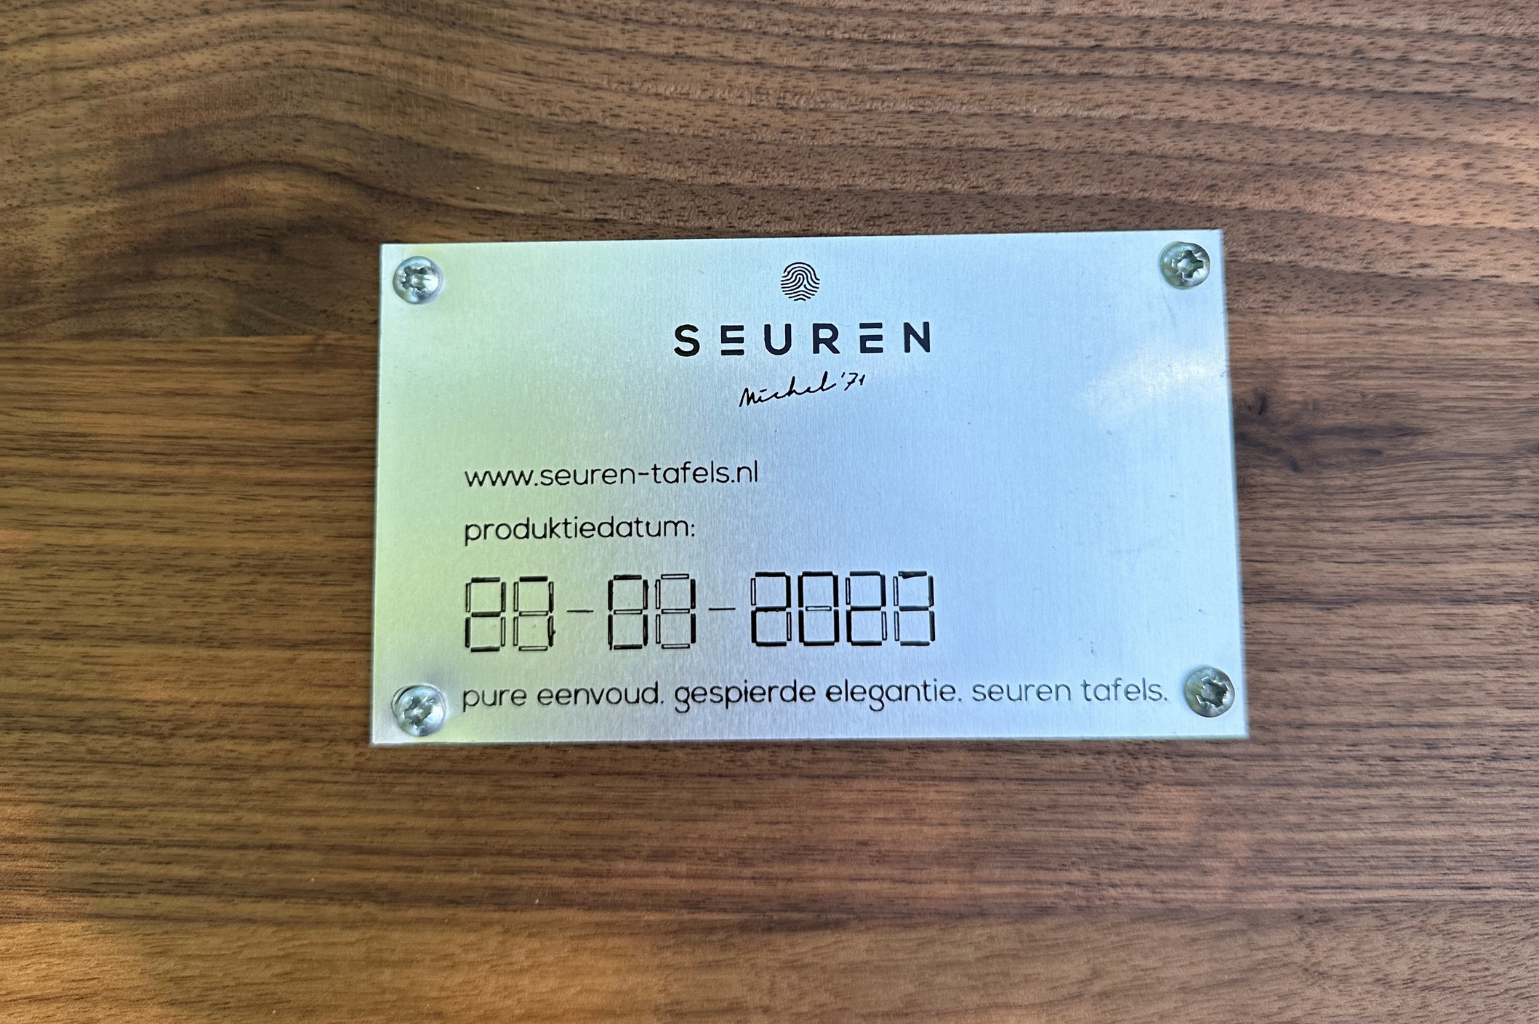 SEUREN
Michel '71
www.seuren-tafels.nl
produktiedatum:
pure eenvoud. gespierde elegantie. seuren tafels.